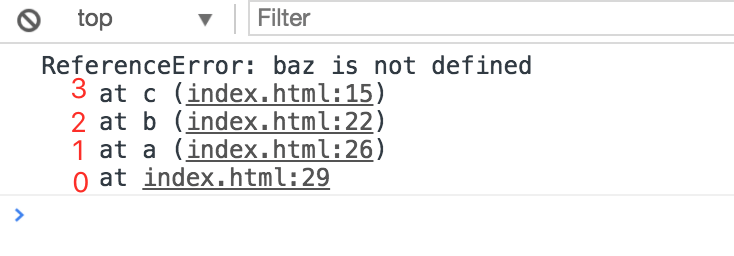 top ▼ Filter
ReferenceError: baz is not defined
3 at c (index.html:15)
2 at b (index.html:22)
1 at a (index.html:26)
0 at index.html:29
>